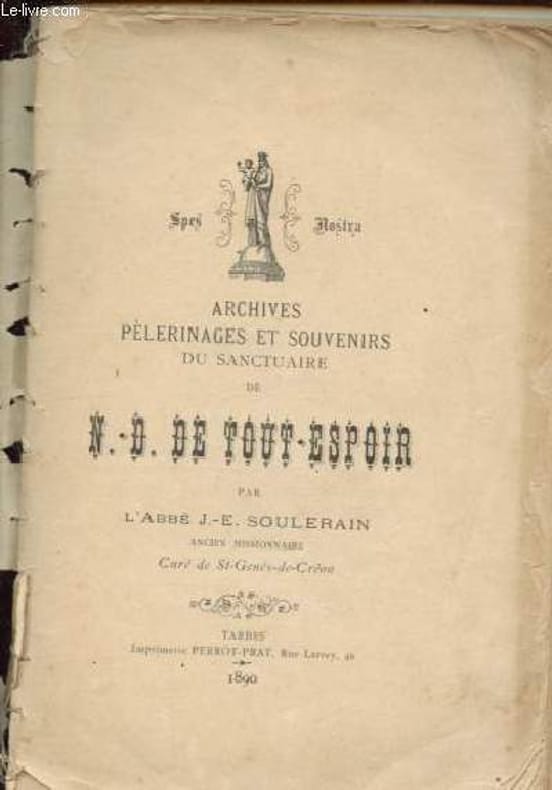 Le-livre.com
Spes Nostra
ARCHIVES
PÈLERINAGES ET SOUVENIRS
DU SANCTUAIRE
DE
N.-D. DE TOUT-ESPOIR
PAR
L'ABBÉ J.-E. SOULERAIN
ANCIEN MISSIONNAIRE
Curé de St-Genès-de-Créon
TARBES
Imprimerie PERROT-PRAT, Rue Larrey, 46
1890